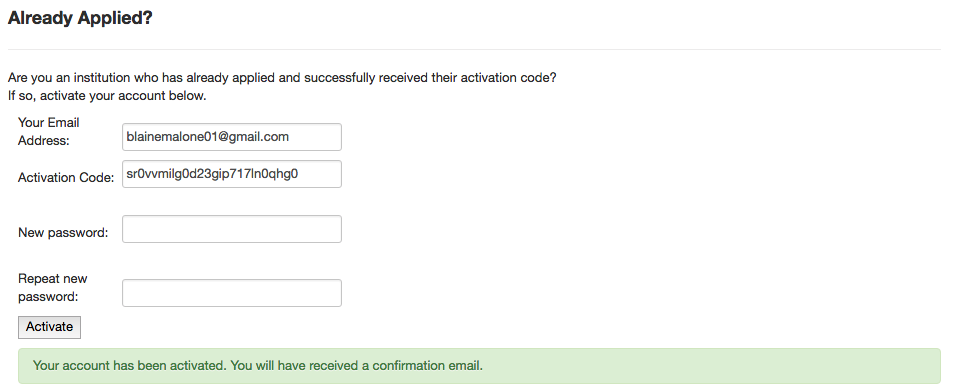 Already Applied?
Are you an institution who has already applied and successfully received their activation code?
If so, activate your account below.
Your Email
Address:
blainemalone01@gmail.com
Activation Code:
sr0vvmilg0d23gip717ln0qhg0
New password:
Repeat new
password:
Activate
Your account has been activated. You will have received a confirmation email.